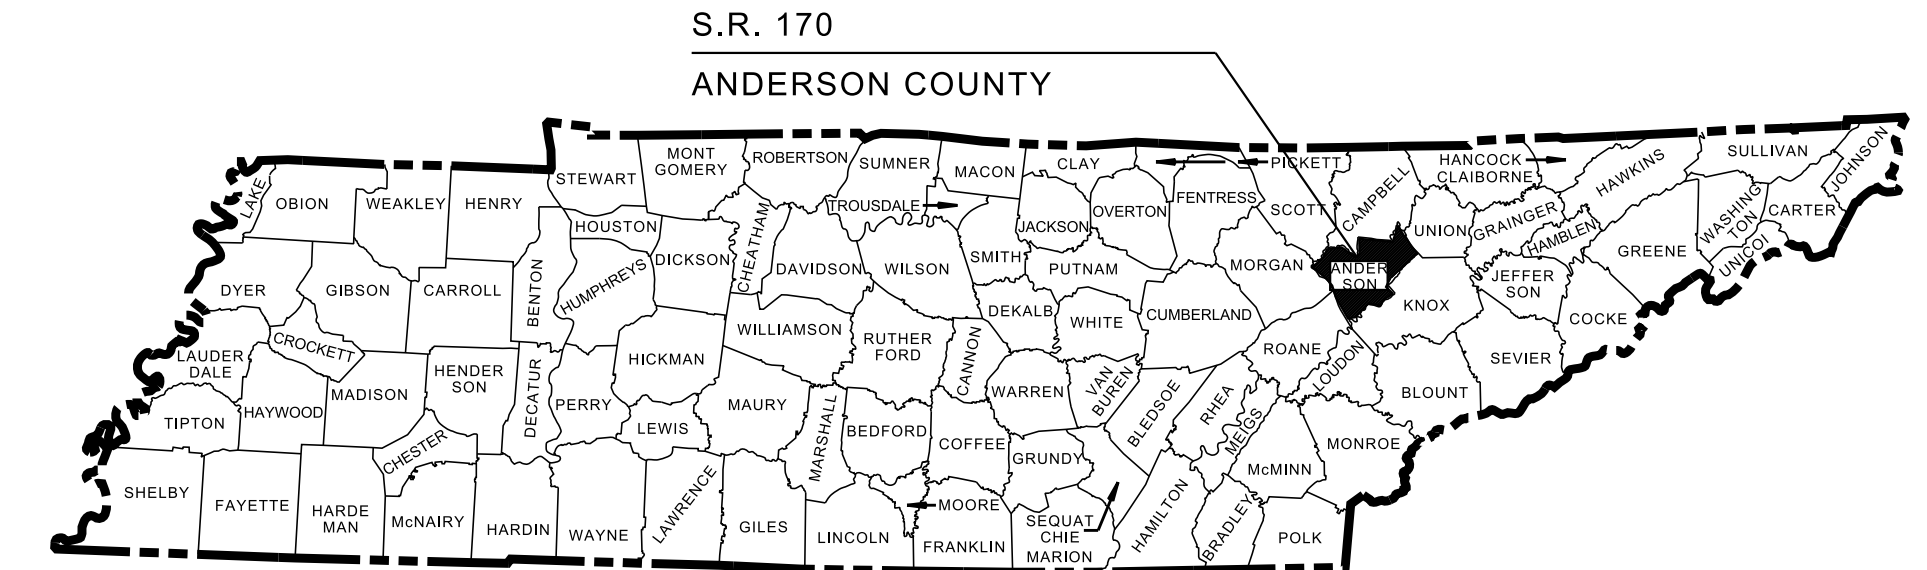 S.R. 170
ANDERSON COUNTY
LAKE
OBION
WEAKLEY
HENRY
STEWART
MONT
GOMERY
ROBERTSON
SUMNER
MACON
CLAY
PICKETT
HANCOCK
CLAIBORNE
HAWKINS
SULLIVAN
JOHNSON
TROUSDALE
HOUSTON
DICKSON
CHEATHAM
DAVIDSON
WILSON
SMITH
JACKSON
OVERTON
FENTRESS
SCOTT
CAMPBELL
UNION
GRAINGER
HAMBLEN
GREENE
WASHING
TON
UNICOI
CARTER
DYER
GIBSON
CARROLL
BENTON
HUMPHREYS
WILLIAMSON
RUTHER
FORD
CANNON
DEKALB
PUTNAM
WHITE
CUMBERLAND
MORGAN
ANDER
SON
KNOX
JEFFER
SON
COCKE
SEVIER
LAUDER
DALE
CROCKETT
TIPTON
HAYWOOD
MADISON
HENDER
SON
DECATUR
PERRY
HICKMAN
LEWIS
MAURY
MARSHALL
BEDFORD
COFFEE
WARREN
VAN
BUREN
BLEDSOE
RHEA
MEIGS
ROANE
LOUDON
BLOUNT
MONROE
McMINN
GRUNDY
CHESTER
SHELBY
FAYETTE
HARDE
MAN
McNAIRY
HARDIN
WAYNE
LAWRENCE
GILES
LINCOLN
MOORE
FRANKLIN
SEQUAT
CHIE
MARION
HAMILTON
BRADLEY
POLK